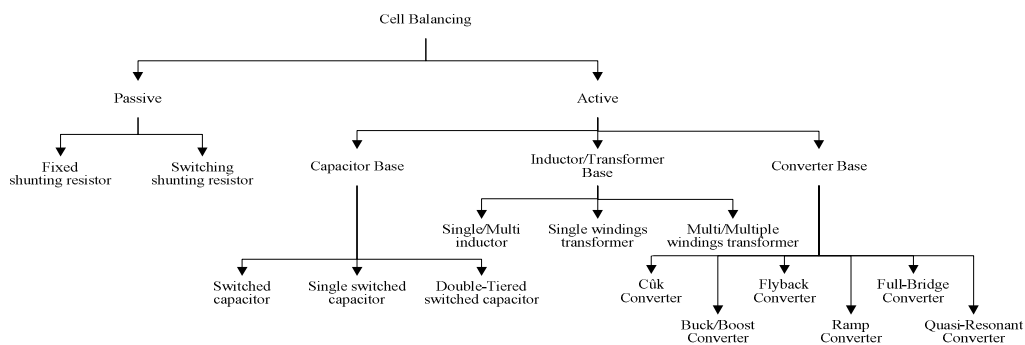 Cell Balancing
Passive
Active
Fixed
shunting resistor
Switching
shunting resistor
Capacitor Base
Inductor/Transformer
Base
Converter Base
Single/Multi
inductor
Single windings
transformer
Multi/Multiple
windings transformer
Switched
capacitor
Single switched
capacitor
Double-Tiered
switched capacitor
Cûk
Converter
Flyback
Converter
Full-Bridge
Converter
Buck/Boost
Converter
Ramp
Converter
Quasi-Resonant
Converter